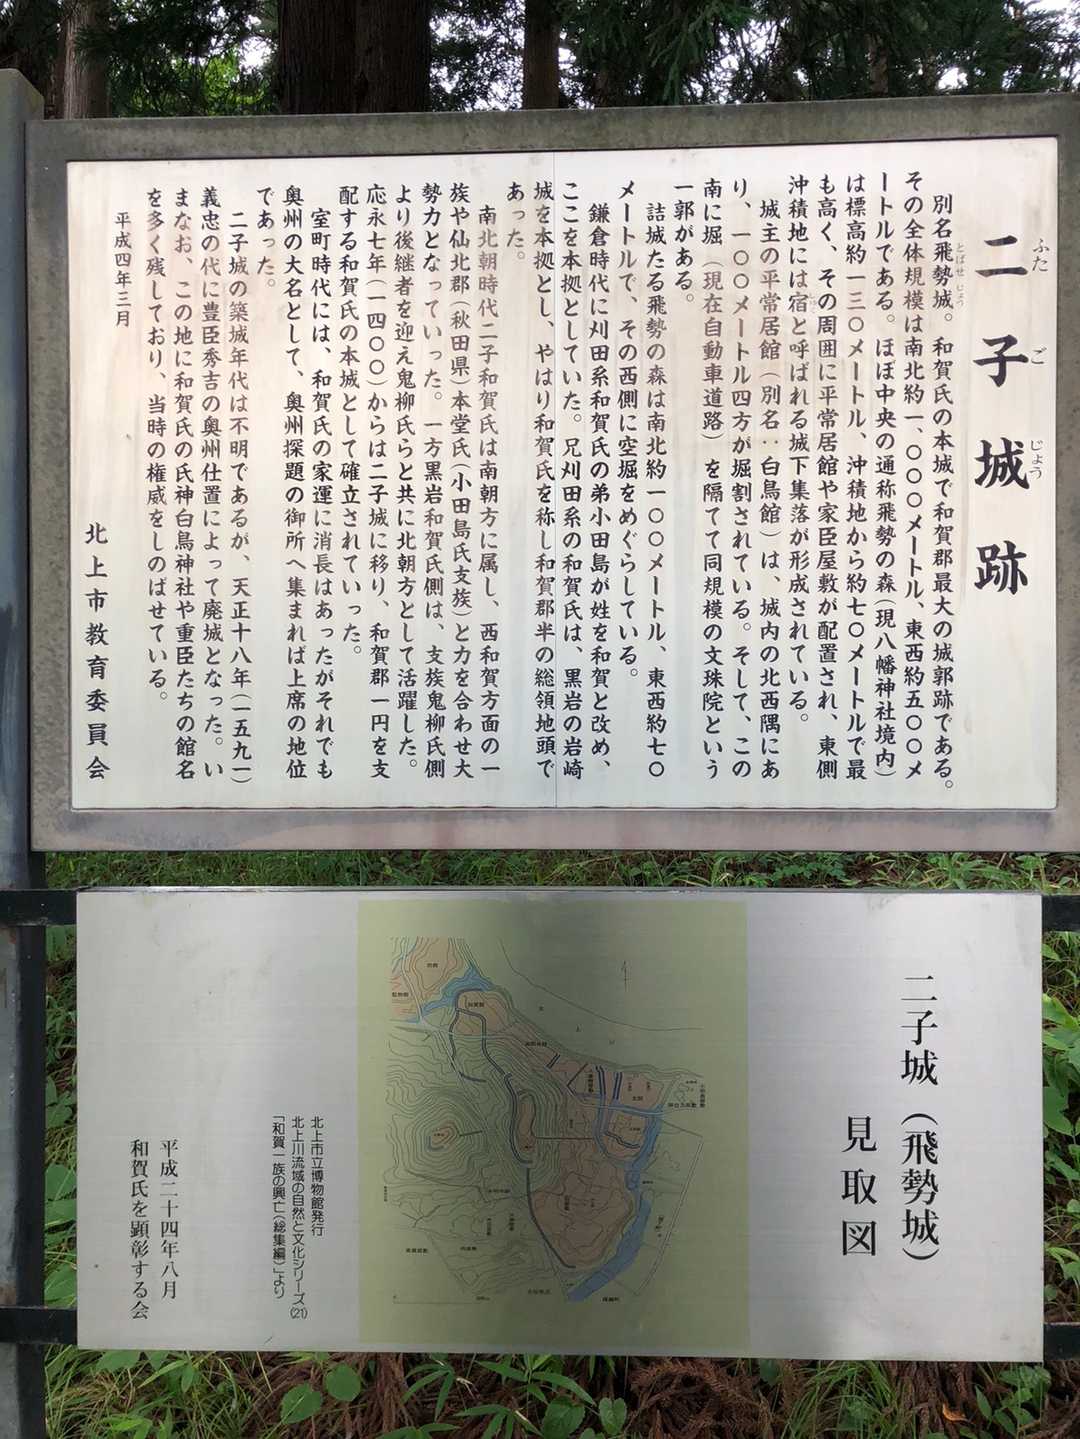 二子城跡
ふたごじょう
別名飛勢城。和賀氏の本城で和賀郡最大の城郭跡である。
とばせじょう
その全体規模は南北約一、〇〇〇メートル、東西約五〇〇メ
ートルである。ほぼ中央の通称飛勢の森(現八幡神社境内)
は標高約一三〇メートル、沖積地から約七〇メートルで最
も高く、その周囲に平常居館や家臣屋敷が配置され、東側
沖積地には宿と呼ばれる城下集落が形成されている。
城主の平常居館(別名:白鳥館)は、城内の北西隅にあ
り、一〇〇メートル四方が堀割されている。そして、この
南に堀(現在自動車道路)を隔てて同規模の文珠院という
一郭がある。
詰城たる飛勢の森は南北約一〇〇メートル、東西約七〇
メートルで、その西側に空堀をめぐらしている。
鎌倉時代に刈田系和賀氏の弟小田島が姓を和賀と改め、
ここを本拠としていた。兄刈田系の和賀氏は、黒岩の岩崎
城を本拠とし、やはり和賀氏を称し和賀郡半の総領地頭で
あった。
南北朝時代二子和賀氏は南朝方に属し、西和賀方面の一
族や仙北郡(秋田県)本堂氏(小田島氏支族)と力を合わせ大
勢力となっていった。一方黒岩和賀氏側は、支族鬼柳氏側
より後継者を迎え鬼柳氏らと共に北朝方として活躍した。
応永七年(一四〇〇)からは二子城に移り、和賀郡一円を支
配する和賀氏の本城として確立されていった。
室町時代には、和賀氏の家運に消長はあったがそれでも
奥州の大名として、奥州探題の御所へ集まれば上席の地位
であった。
二子城の築城年代は不明であるが、天正十八年(一五九一)
義忠の代に豊臣秀吉の奥州仕置によって廃城となった。い
まなお、この地に和賀氏の氏神白鳥神社や重臣たちの館名
を多く残しており、当時の権威をしのばせている。
平成四年三月
北上市教育委員会
二子城(飛勢城)
見取図
北上市立博物館発行
北上川流域の自然と文化シリーズ(21)
「和賀一族の興亡(総集編)」より
平成二十四年八月
和賀氏を顕彰する会